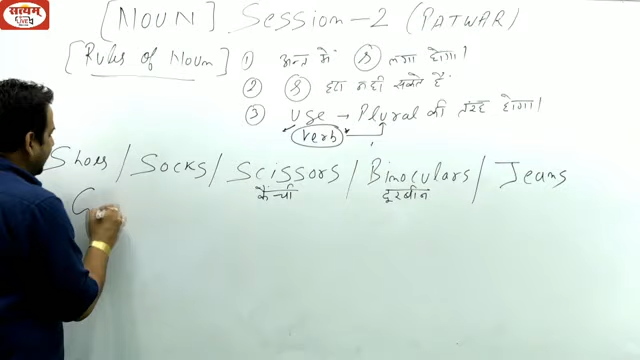 सत्यम्
LIVE
[NOUN] Session-2 (PATWAR)
[Rules of Noun]
① अन्त में ⓢ लगा होगा।
② ⓢ हटा नहीं सकते हैं
③ Use → Plural की तरह होगा।
Verb
Shoes / Socks / Scissors / Binoculars / Jeans
कैंची दूरबीन
G